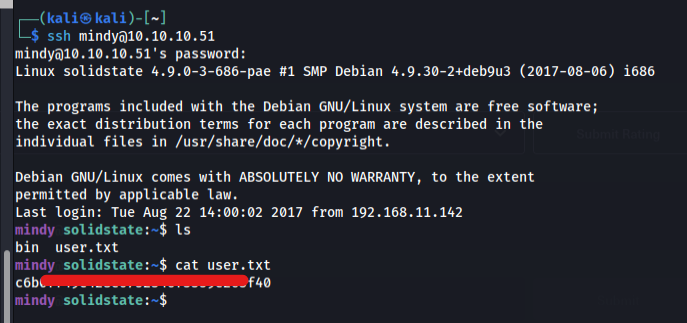 (kali㉿kali)-[~]
$ ssh mindy@10.10.10.51
mindy@10.10.10.51's password:
Linux solidstate 4.9.0-3-686-pae #1 SMP Debian 4.9.30-2+deb9u3 (2017-08-06) i686
The programs included with the Debian GNU/Linux system are free software;
the exact distribution terms for each program are described in the
individual files in /usr/share/doc/*/copyright.
Debian GNU/Linux comes with ABSOLUTELY NO WARRANTY, to the extent
permitted by applicable law.
Last login: Tue Aug 22 14:00:02 2017 from 192.168.11.142
mindy solidstate:~$ ls
bin  user.txt
mindy solidstate:~$ cat user.txt
mindy solidstate:~$